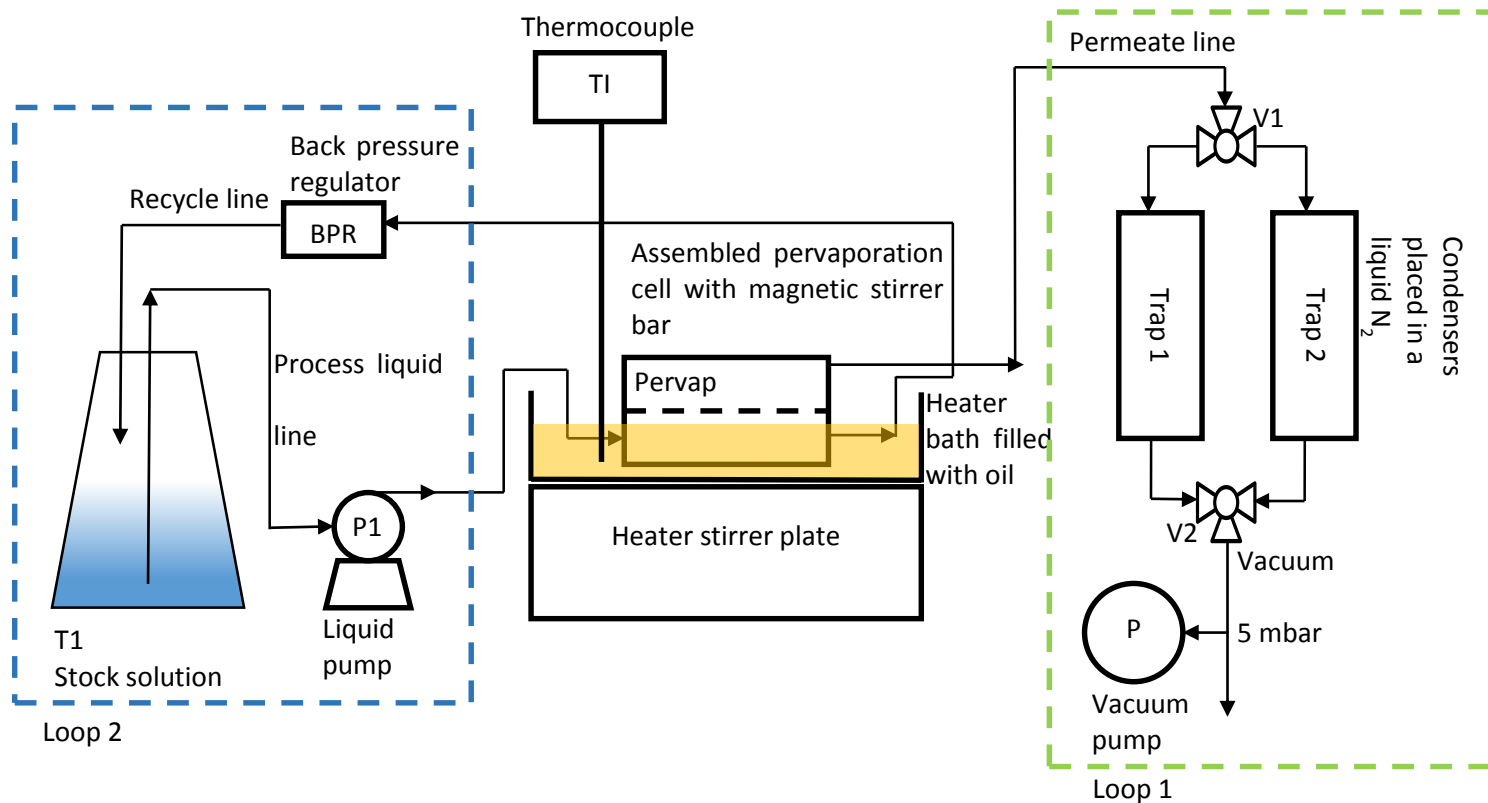 Thermocouple
TI
Permeate line
V1
Back pressure
regulator
Recycle line
BPR
Assembled pervaporation
cell with magnetic stirrer
bar
Process liquid
line
Pervap
Heater
bath filled
with oil
Trap 1
Trap 2
Condensers
placed in a
liquid N₂
P1
Heater stirrer plate
V2
Vacuum
P
5 mbar
Liquid
pump
T1
Stock solution
Vacuum
pump
Loop 2
Loop 1